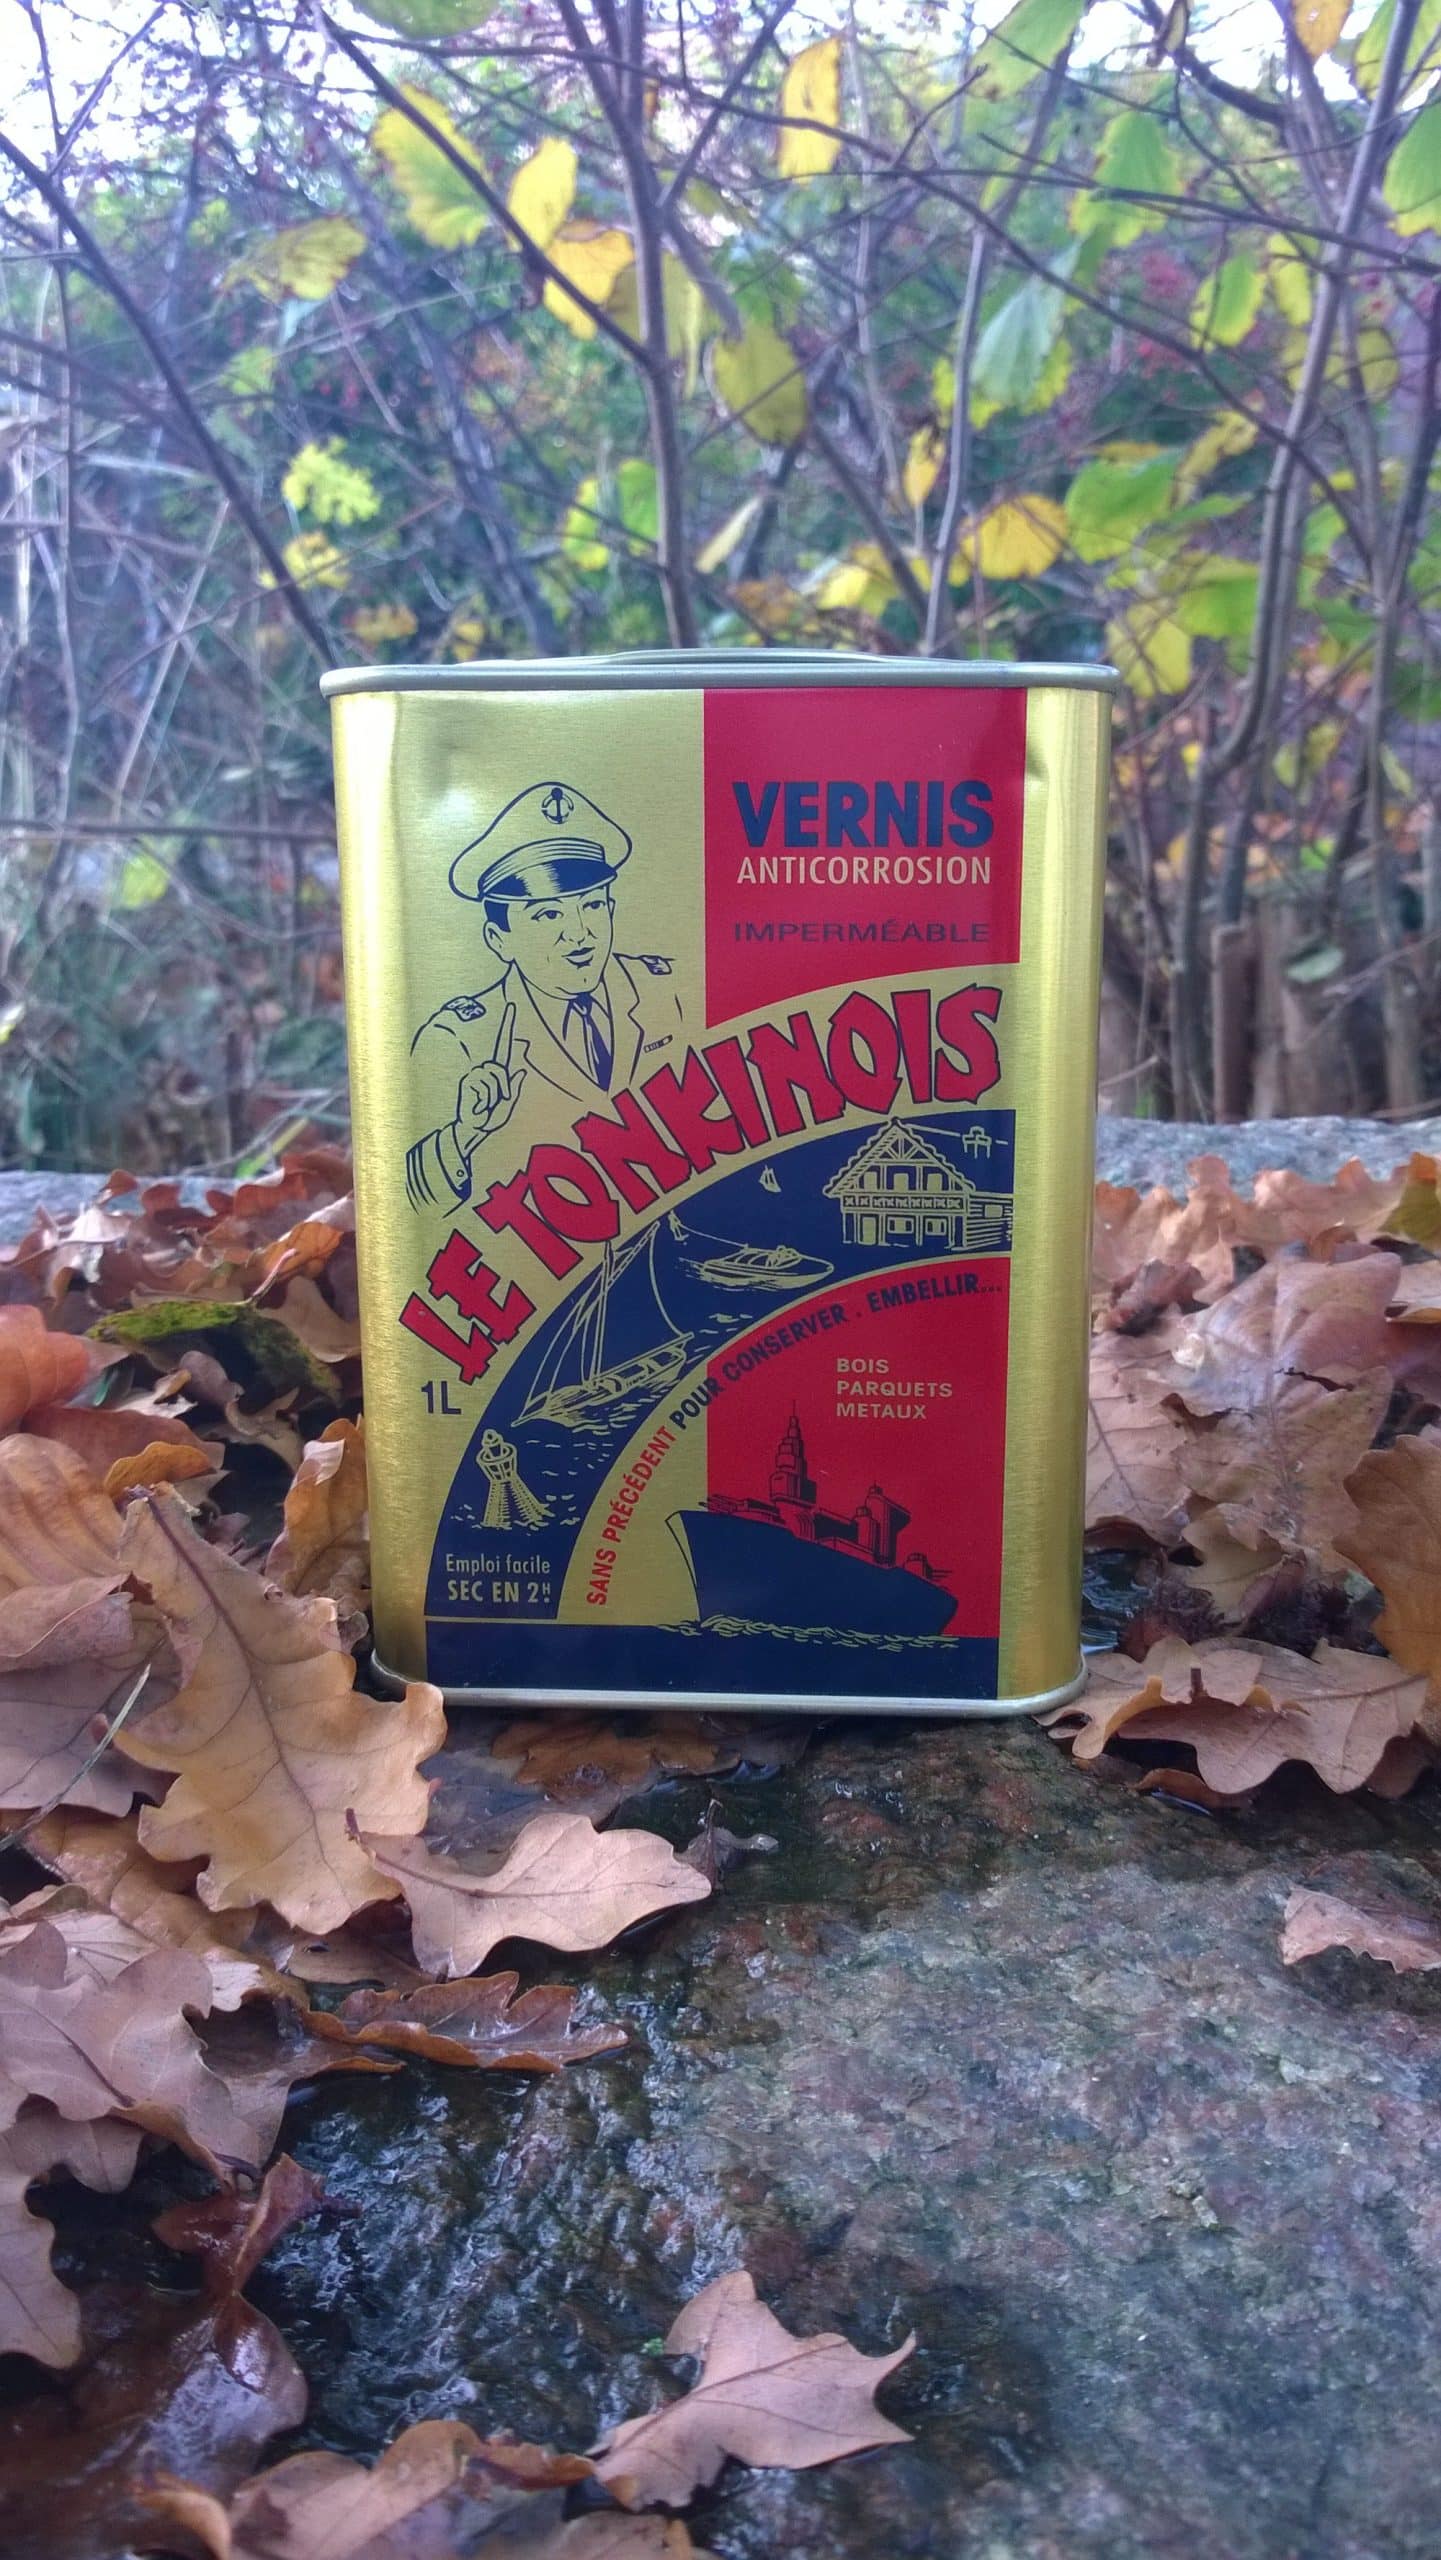 VERNIS
ANTICORROSION
IMPERMÉABLE
LE TONKINOIS
1L
SANS PRÉCÉDENT POUR CONSERVER . EMBELLIR...
BOIS
PARQUETS
METAUX
Emploi facile
SEC EN 2H